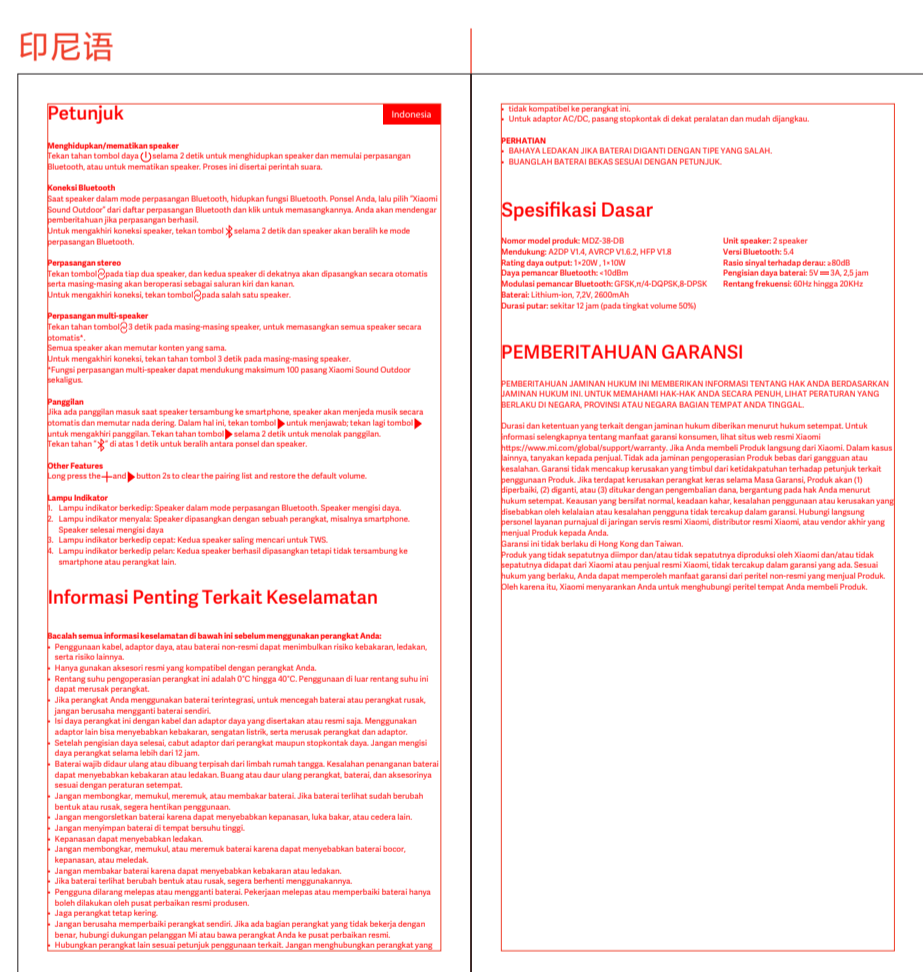 印尼语
Petunjuk
Indonesia
Menghidupkan/mematikan speaker
Tekan tahan tombol daya selama 2 detik untuk menghidupkan speaker dan memulai perpasangan
Bluetooth, atau untuk mematikan speaker. Proses ini disertai perintah suara.
Koneksi Bluetooth
Saat speaker dalam mode perpasangan Bluetooth, hidupkan fungsi Bluetooth. Ponsel Anda, lalu pilih "Xiaomi
Sound Outdoor" dari daftar perpasangan Bluetooth dan klik untuk memasangkannya. Anda akan mendengar
pemberitahuan jika perpasangan berhasil.
Untuk mengakhiri koneksi speaker, tekan tombol selama 2 detik dan speaker akan beralih ke mode
perpasangan Bluetooth.
Perpasangan stereo
Tekan tombol pada tiap dua speaker, dan kedua speaker di dekatnya akan dipasangkan secara otomatis
serta masing-masing akan beroperasi sebagai saluran kiri dan kanan.
Untuk mengakhiri koneksi, tekan tombol pada salah satu speaker.
Perpasangan multi-speaker
Tekan tahan tombol 3 detik pada masing-masing speaker, untuk memasangkan semua speaker secara
otomatis*.
Semua speaker akan memutar konten yang sama.
Untuk mengakhiri koneksi, tekan tahan tombol 3 detik pada masing-masing speaker.
*Fungsi perpasangan multi-speaker dapat mendukung maksimum 100 pasang Xiaomi Sound Outdoor
sekaligus.
Panggilan
Jika ada panggilan masuk saat speaker tersambung ke smartphone, speaker akan menjeda musik secara
otomatis dan memutar nada dering. Dalam hal ini, tekan tombol ▶ untuk menjawab; tekan lagi tombol ▶
untuk mengakhiri panggilan. Tekan tahan tombol ▶ selama 2 detik untuk menolak panggilan.
Tekan tahan " " di atas 1 detik untuk beralih antara ponsel dan speaker.
Other Features
Long press the + and ▶ button 2s to clear the pairing list and restore the default volume.
Lampu Indikator
1. Lampu indikator berkedip: Speaker dalam mode perpasangan Bluetooth. Speaker mengisi daya.
2. Lampu indikator menyala: Speaker dipasangkan dengan sebuah perangkat, misalnya smartphone.
Speaker selesai mengisi daya
3. Lampu indikator berkedip cepat: Kedua speaker saling mencari untuk TWS.
4. Lampu indikator berkedip pelan: Kedua speaker berhasil dipasangkan tetapi tidak tersambung ke
smartphone atau perangkat lain.
Informasi Penting Terkait Keselamatan
Bacalah semua informasi keselamatan di bawah ini sebelum menggunakan perangkat Anda:
• Penggunaan kabel, adaptor daya, atau baterai non-resmi dapat menimbulkan risiko kebakaran, ledakan,
serta risiko lainnya.
• Hanya gunakan aksesori resmi yang kompatibel dengan perangkat Anda.
• Rentang suhu pengoperasian perangkat ini adalah 0°C hingga 40°C. Penggunaan di luar rentang suhu ini
dapat merusak perangkat.
• Jika perangkat Anda menggunakan baterai terintegrasi, untuk mencegah baterai atau perangkat rusak,
jangan berusaha mengganti baterai sendiri.
• Isi daya perangkat ini dengan kabel dan adaptor daya yang disertakan atau resmi saja. Menggunakan
adaptor lain bisa menyebabkan kebakaran, sengatan listrik, serta merusak perangkat dan adaptor.
• Setelah pengisian daya selesai, cabut adaptor dari perangkat maupun stopkontak daya. Jangan mengisi
daya perangkat selama lebih dari 12 jam.
• Baterai wajib didaur ulang atau dibuang terpisah dari limbah rumah tangga. Kesalahan penanganan baterai
dapat menyebabkan kebakaran atau ledakan. Buang atau daur ulang perangkat, baterai, dan aksesorinya
sesuai dengan peraturan setempat.
• Jangan membongkar, memukul, meremuk, atau membakar baterai. Jika baterai terlihat sudah berubah
bentuk atau rusak, segera hentikan penggunaan.
• Jangan mengorsletkan baterai karena dapat menyebabkan kepanasan, luka bakar, atau cedera lain.
• Jangan menyimpan baterai di tempat bersuhu tinggi.
• Kepanasan dapat menyebabkan ledakan.
• Jangan membongkar, memukul, atau meremuk baterai karena dapat menyebabkan baterai bocor,
kepanasan, atau meledak.
• Jangan membakar baterai karena dapat menyebabkan kebakaran atau ledakan.
• Jika baterai terlihat berubah bentuk atau rusak, segera berhenti menggunakannya.
• Pengguna dilarang melepas atau mengganti baterai. Pekerjaan melepas atau memperbaiki baterai hanya
boleh dilakukan oleh pusat perbaikan resmi produsen.
• Jaga perangkat tetap kering.
• Jangan berusaha memperbaiki perangkat sendiri. Jika ada bagian perangkat yang tidak bekerja dengan
benar, hubungi dukungan pelanggan Mi atau bawa perangkat Anda ke pusat perbaikan resmi.
• Hubungkan perangkat lain sesuai petunjuk penggunaan terkait. Jangan menghubungkan perangkat yang
• tidak kompatibel ke perangkat ini.
• Untuk adaptor AC/DC, pasang stopkontak di dekat peralatan dan mudah dijangkau.
PERHATIAN
• BAHAYA LEDAKAN JIKA BATERAI DIGANTI DENGAN TIPE YANG SALAH.
• BUANGLAH BATERAI BEKAS SESUAI DENGAN PETUNJUK.
Spesifikasi Dasar
Nomor model produk: MDZ-38-DB
Mendukung: A2DP V1.4, AVRCP V1.6.2, HFP V1.8
Rating daya output: 1×20W , 1×10W
Daya pemancar Bluetooth: <10dBm
Modulasi pemancar Bluetooth: GFSK,π/4-DQPSK,8-DPSK
Baterai: Lithium-ion, 7,2V, 2600mAh
Durasi putar: sekitar 12 jam (pada tingkat volume 50%)
Unit speaker: 2 speaker
Versi Bluetooth: 5.4
Rasio sinyal terhadap derau: ≥80dB
Pengisian daya baterai: 5V ⎓ 3A, 2,5 jam
Rentang frekuensi: 60Hz hingga 20KHz
PEMBERITAHUAN GARANSI
PEMBERITAHUAN JAMINAN HUKUM INI MEMBERIKAN INFORMASI TENTANG HAK ANDA BERDASARKAN
JAMINAN HUKUM INI. UNTUK MEMAHAMI HAK-HAK ANDA SECARA PENUH, LIHAT PERATURAN YANG
BERLAKU DI NEGARA, PROVINSI ATAU NEGARA BAGIAN TEMPAT ANDA TINGGAL.
Durasi dan ketentuan yang terkait dengan jaminan hukum diberikan menurut hukum setempat. Untuk
informasi selengkapnya tentang manfaat garansi konsumen, lihat situs web resmi Xiaomi
https://www.mi.com/global/support/warranty. Jika Anda membeli Produk langsung dari Xiaomi. Dalam kasus
lainnya, tanyakan kepada penjual. Tidak ada jaminan pengoperasian Produk bebas dari gangguan atau
kesalahan. Garansi tidak mencakup kerusakan yang timbul dari ketidakpatuhan terhadap petunjuk terkait
penggunaan Produk. Jika terdapat kerusakan perangkat keras selama Masa Garansi, Produk akan (1)
diperbaiki, (2) diganti, atau (3) ditukar dengan pengembalian dana, bergantung pada hak Anda menurut
hukum setempat. Keausan yang bersifat normal, keadaan kahar, kesalahan penggunaan atau kerusakan yang
disebabkan oleh kelalaian atau kesalahan pengguna tidak tercakup dalam garansi. Hubungi langsung
personel layanan purnajual di jaringan servis resmi Xiaomi, distributor resmi Xiaomi, atau vendor akhir yang
menjual Produk kepada Anda.
Garansi ini tidak berlaku di Hong Kong dan Taiwan.
Produk yang tidak sepatutnya diimpor dan/atau tidak sepatutnya diproduksi oleh Xiaomi dan/atau tidak
sepatutnya didapat dari Xiaomi atau penjual resmi Xiaomi, tidak tercakup dalam garansi yang ada. Sesuai
hukum yang berlaku, Anda dapat memperoleh manfaat garansi dari peritel non-resmi yang menjual Produk.
Oleh karena itu, Xiaomi menyarankan Anda untuk menghubungi peritel tempat Anda membeli Produk.